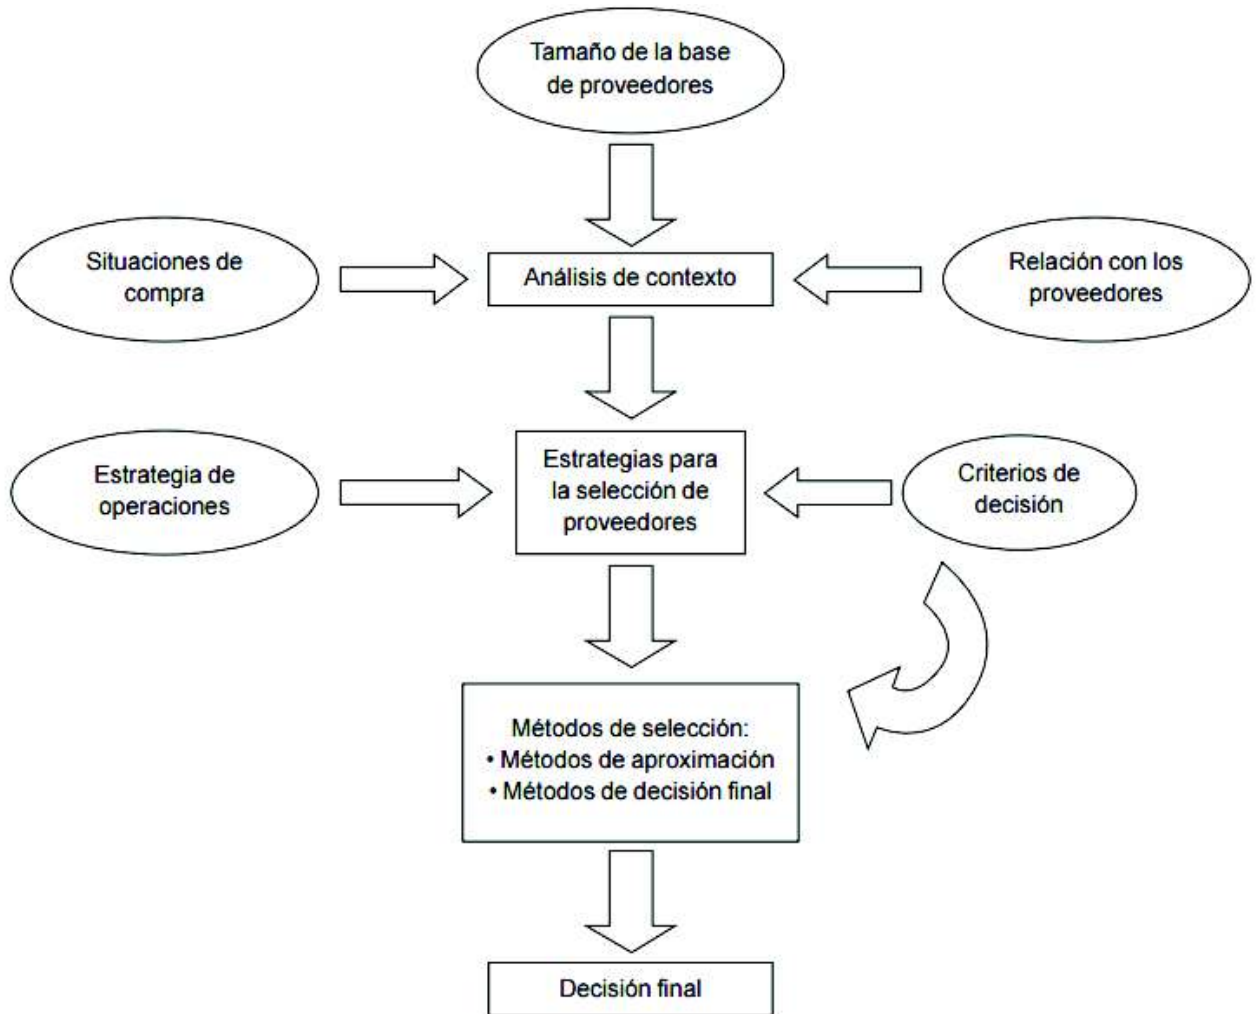 Tamaño de la base
de proveedores
Situaciones de
compra
Análisis de contexto
Relación con los
proveedores
Estrategia de
operaciones
Estrategias para
la selección de
proveedores
Criterios de
decisión
Métodos de selección:
• Métodos de aproximación
• Métodos de decisión final
Decisión final